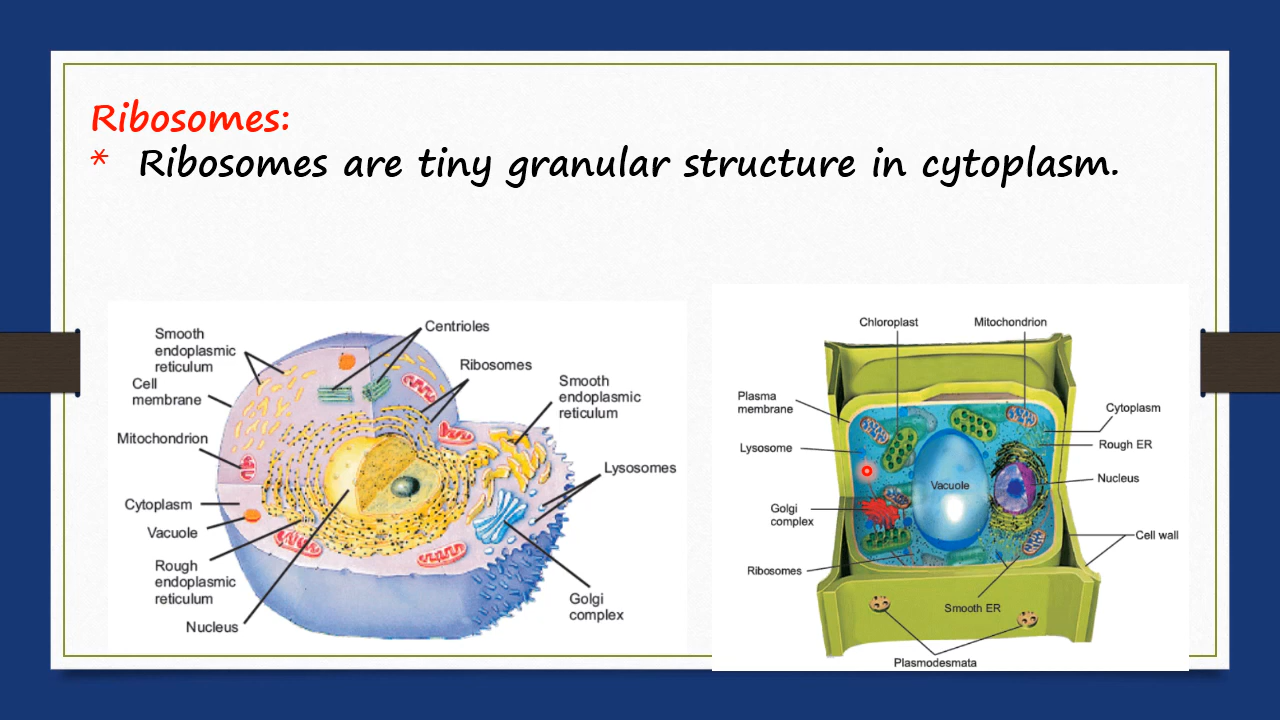 Ribosomes:
* Ribosomes are tiny granular structure in cytoplasm.
Smooth
endoplasmic
reticulum
Cell
membrane
Mitochondrion
Cytoplasm
Vacuole
Rough
endoplasmic
reticulum
Nucleus
Centrioles
Ribosomes
Smooth
endoplasmic
reticulum
Lysosomes
Golgi
complex
Chloroplast
Mitochondrion
Plasma
membrane
Lysosome
Golgi
complex
Ribosomes
Vacuole
Cytoplasm
Rough ER
Nucleus
Cell wall
Smooth ER
Plasmodesmata